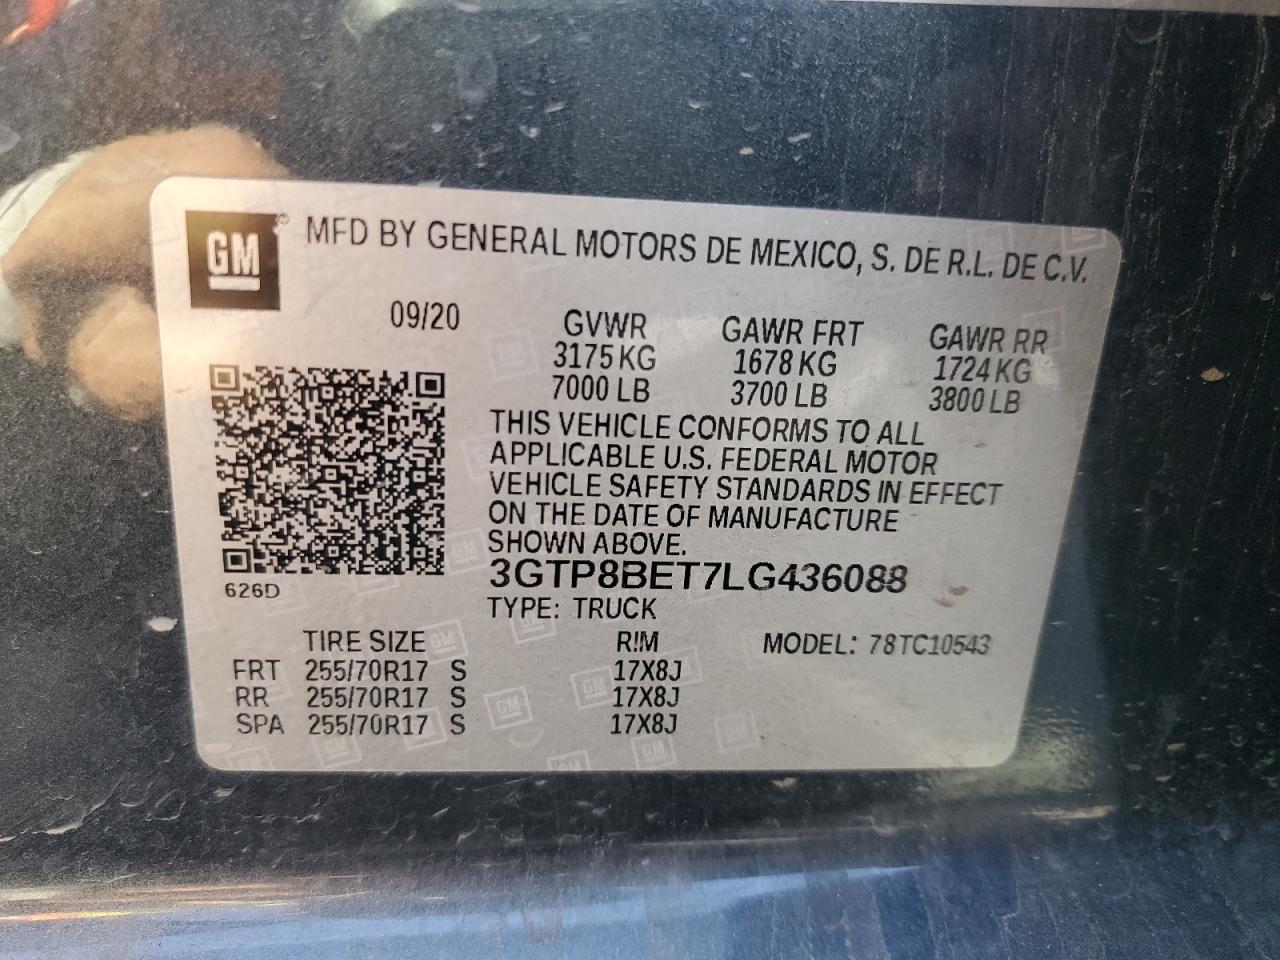 GM ® MFD BY GENERAL MOTORS DE MEXICO, S. DE R.L. DE C.V.
09/20 GVWR GAWR FRT GAWR RR
3175 KG 1678 KG 1724 KG
7000 LB 3700 LB 3800 LB
THIS VEHICLE CONFORMS TO ALL
APPLICABLE U.S. FEDERAL MOTOR
VEHICLE SAFETY STANDARDS IN EFFECT
ON THE DATE OF MANUFACTURE
SHOWN ABOVE.
3GTP8BET7LG436088
626D
TYPE: TRUCK
TIRE SIZE RIM MODEL: 78TC10543
FRT 255/70R17 S 17X8J
RR 255/70R17 S 17X8J
SPA 255/70R17 S 17X8J